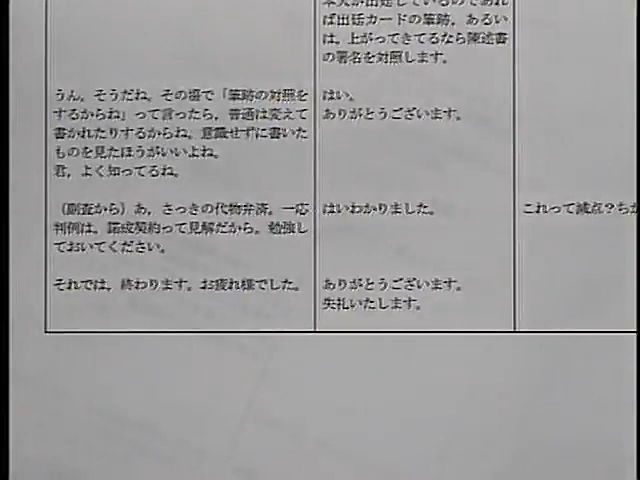 本人が出廷しているのであれ
ば出廷カードの筆跡，あるい
は，上がってきてるなら陳述書
の署名を対照します。
うん。そうだね。その場で「筆跡の対照を
するからね」って言ったら，普通は変えて
書かれたりするからね。意識せずに書いた
ものを見たほうがいいよね。
君，よく知ってるね。
はい。
ありがとうございます。
（副査から）あ，さっきの代物弁済。一応
判例は，諾成契約って見解だから。勉強し
ておいてください。
はいわかりました。
これって減点？ちが
それでは，終わります。お疲れ様でした。
ありがとうございます。
失礼いたします。